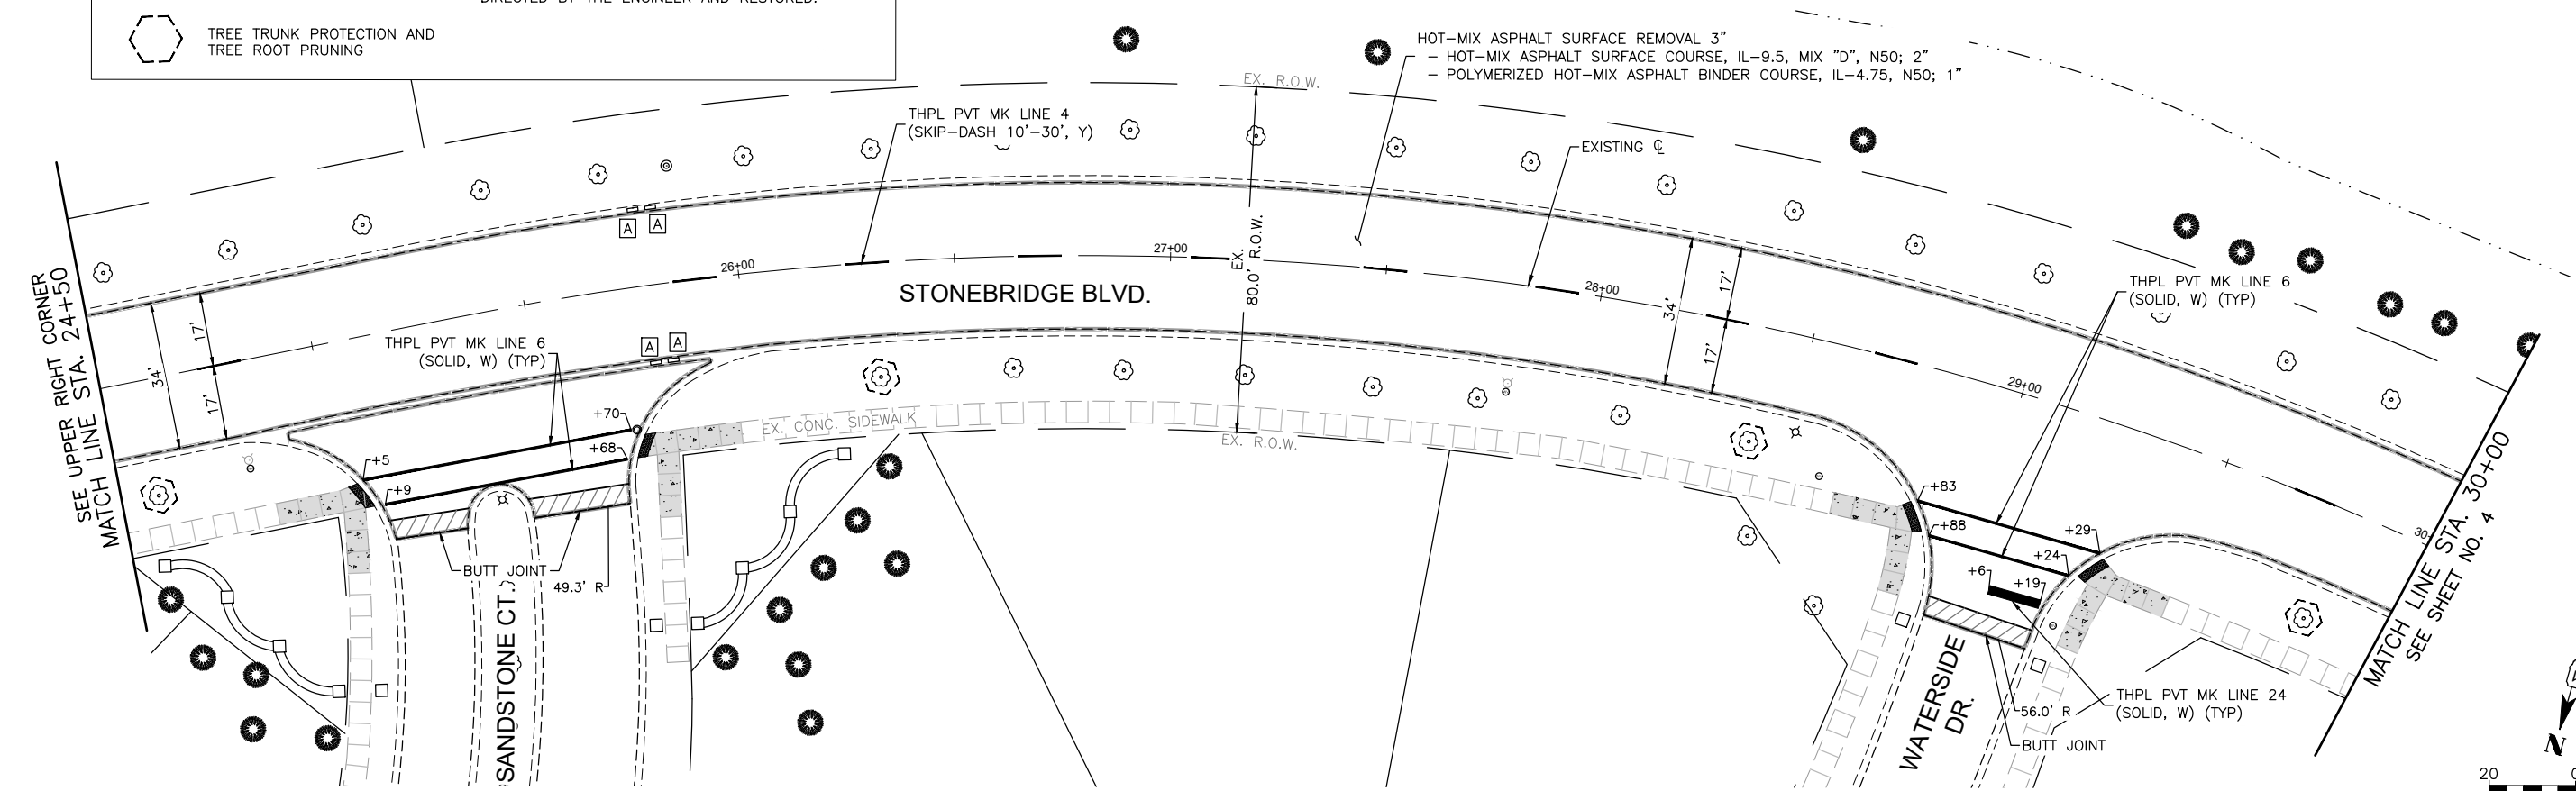 DIRECTED BY THE ENGINEER AND RESTORED.
TREE TRUNK PROTECTION AND
TREE ROOT PRUNING
HOT-MIX ASPHALT SURFACE REMOVAL 3"
- HOT-MIX ASPHALT SURFACE COURSE, IL-9.5, MIX "D", N50; 2"
- POLYMERIZED HOT-MIX ASPHALT BINDER COURSE, IL-4.75, N50; 1"
EX. R.O.W.
THPL PVT MK LINE 4
(SKIP-DASH 10'-30', Y)
EXISTING ℄
A
A
26+00
27+00
28+00
29+00
30
EX.
80.0' R.O.W.
STONEBRIDGE BLVD.
34'
17'
17'
34'
17'
17'
SEE UPPER RIGHT CORNER
MATCH LINE STA. 24+50
THPL PVT MK LINE 6
(SOLID, W) (TYP)
A
A
THPL PVT MK LINE 6
(SOLID, W) (TYP)
+70
+68
+5
+9
EX. CONC. SIDEWALK
EX. R.O.W.
BUTT JOINT
49.3' R
SANDSTONE CT.
+83
+88
+29
+24
+6
+19
MATCH LINE STA. 30+00
SEE SHEET NO. 4
WATERSIDE
DR.
THPL PVT MK LINE 24
(SOLID, W) (TYP)
56.0' R
BUTT JOINT
N
20
0